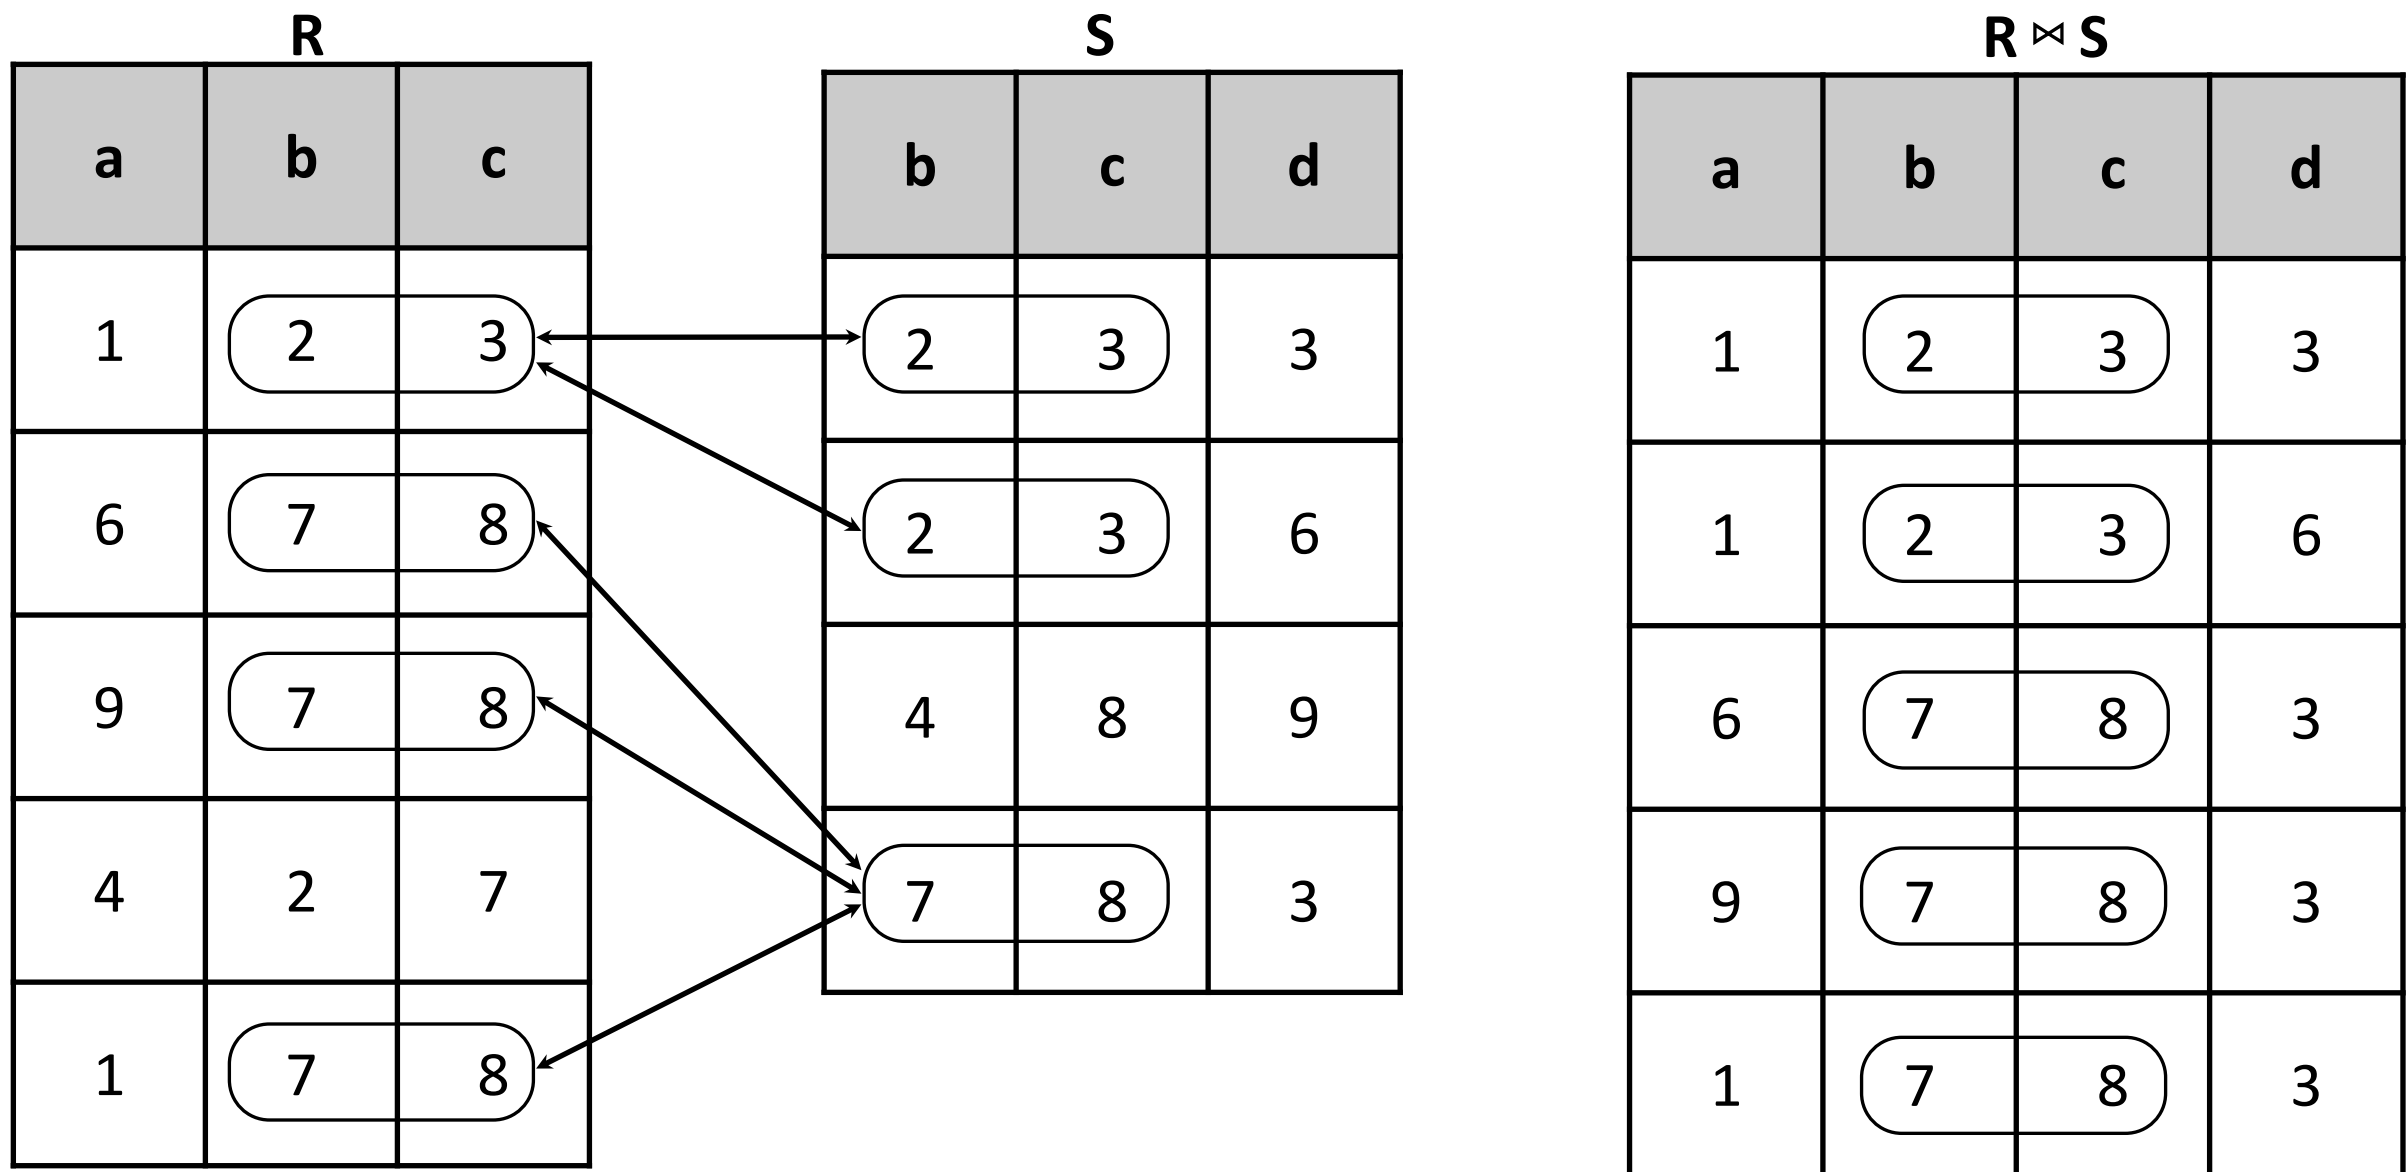 R
a b c
1 2 3
6 7 8
9 7 8
4 2 7
1 7 8
S
b c d
2 3 3
2 3 6
4 8 9
7 8 3
R ⋈ S
a b c d
1 2 3 3
1 2 3 6
6 7 8 3
9 7 8 3
1 7 8 3